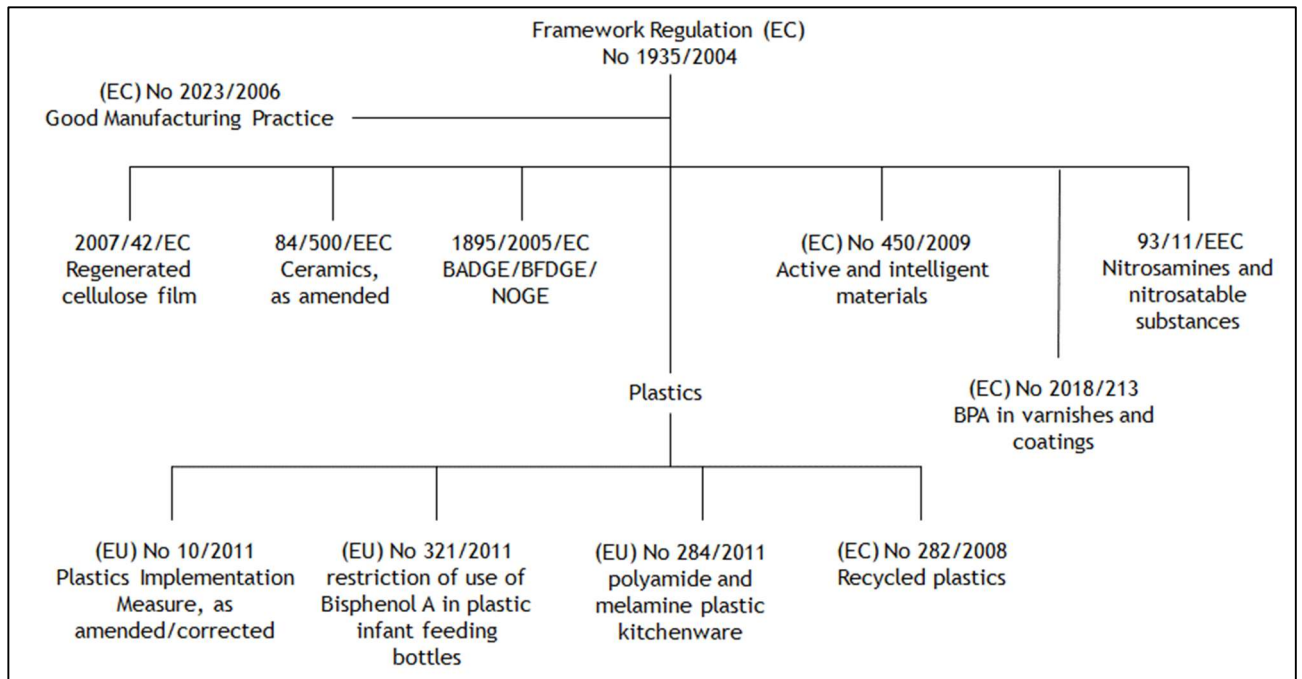 Framework Regulation (EC)
No 1935/2004
(EC) No 2023/2006
Good Manufacturing Practice
2007/42/EC
Regenerated
cellulose film
84/500/EEC
Ceramics,
as amended
1895/2005/EC
BADGE/BFDGE/
NOGE
(EC) No 450/2009
Active and intelligent
materials
93/11/EEC
Nitrosamines and
nitrosatable
substances
(EC) No 2018/213
BPA in varnishes and
coatings
Plastics
(EU) No 10/2011
Plastics Implementation
Measure, as
amended/corrected
(EU) No 321/2011
restriction of use of
Bisphenol A in plastic
infant feeding
bottles
(EU) No 284/2011
polyamide and
melamine plastic
kitchenware
(EC) No 282/2008
Recycled plastics